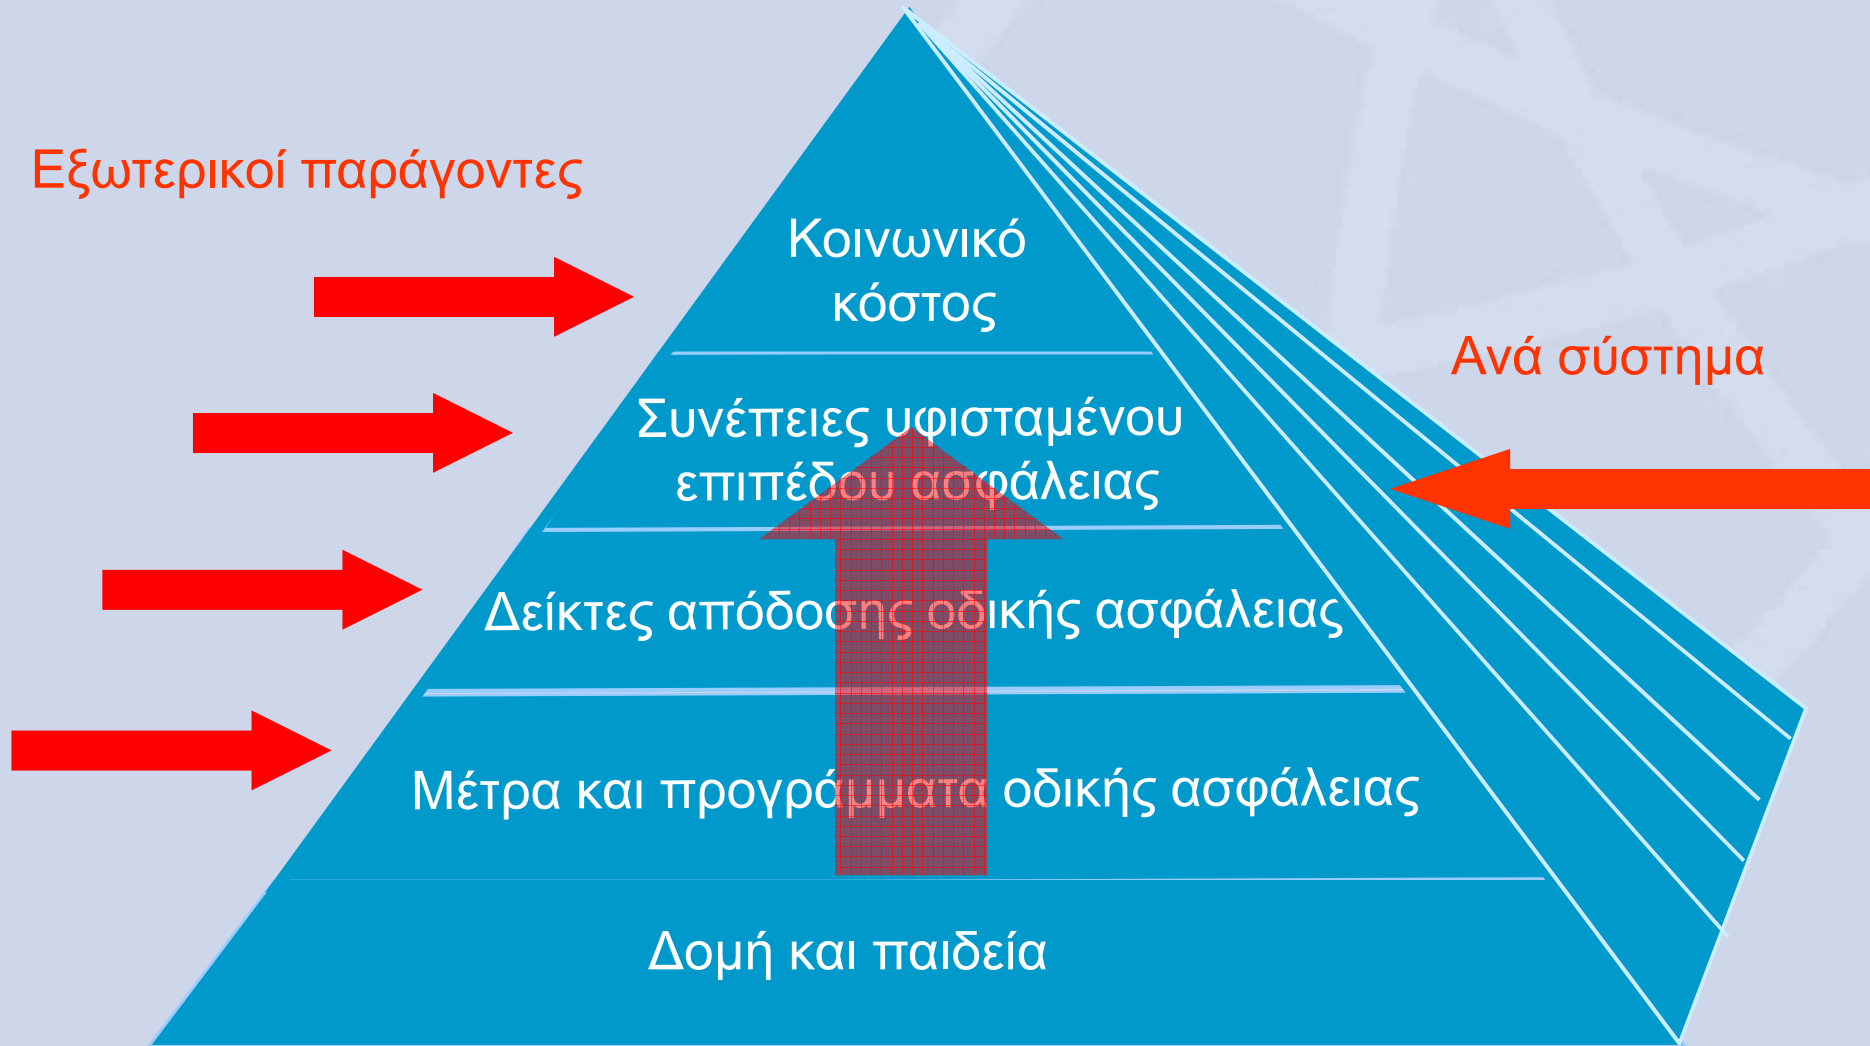 Εξωτερικοί παράγοντες
Κοινωνικό
κόστος
Ανά σύστημα
Συνέπειες υφισταμένου
επιπέδου ασφάλειας
Δείκτες απόδοσης οδικής ασφάλειας
Μέτρα και προγράμματα οδικής ασφάλειας
Δομή και παιδεία